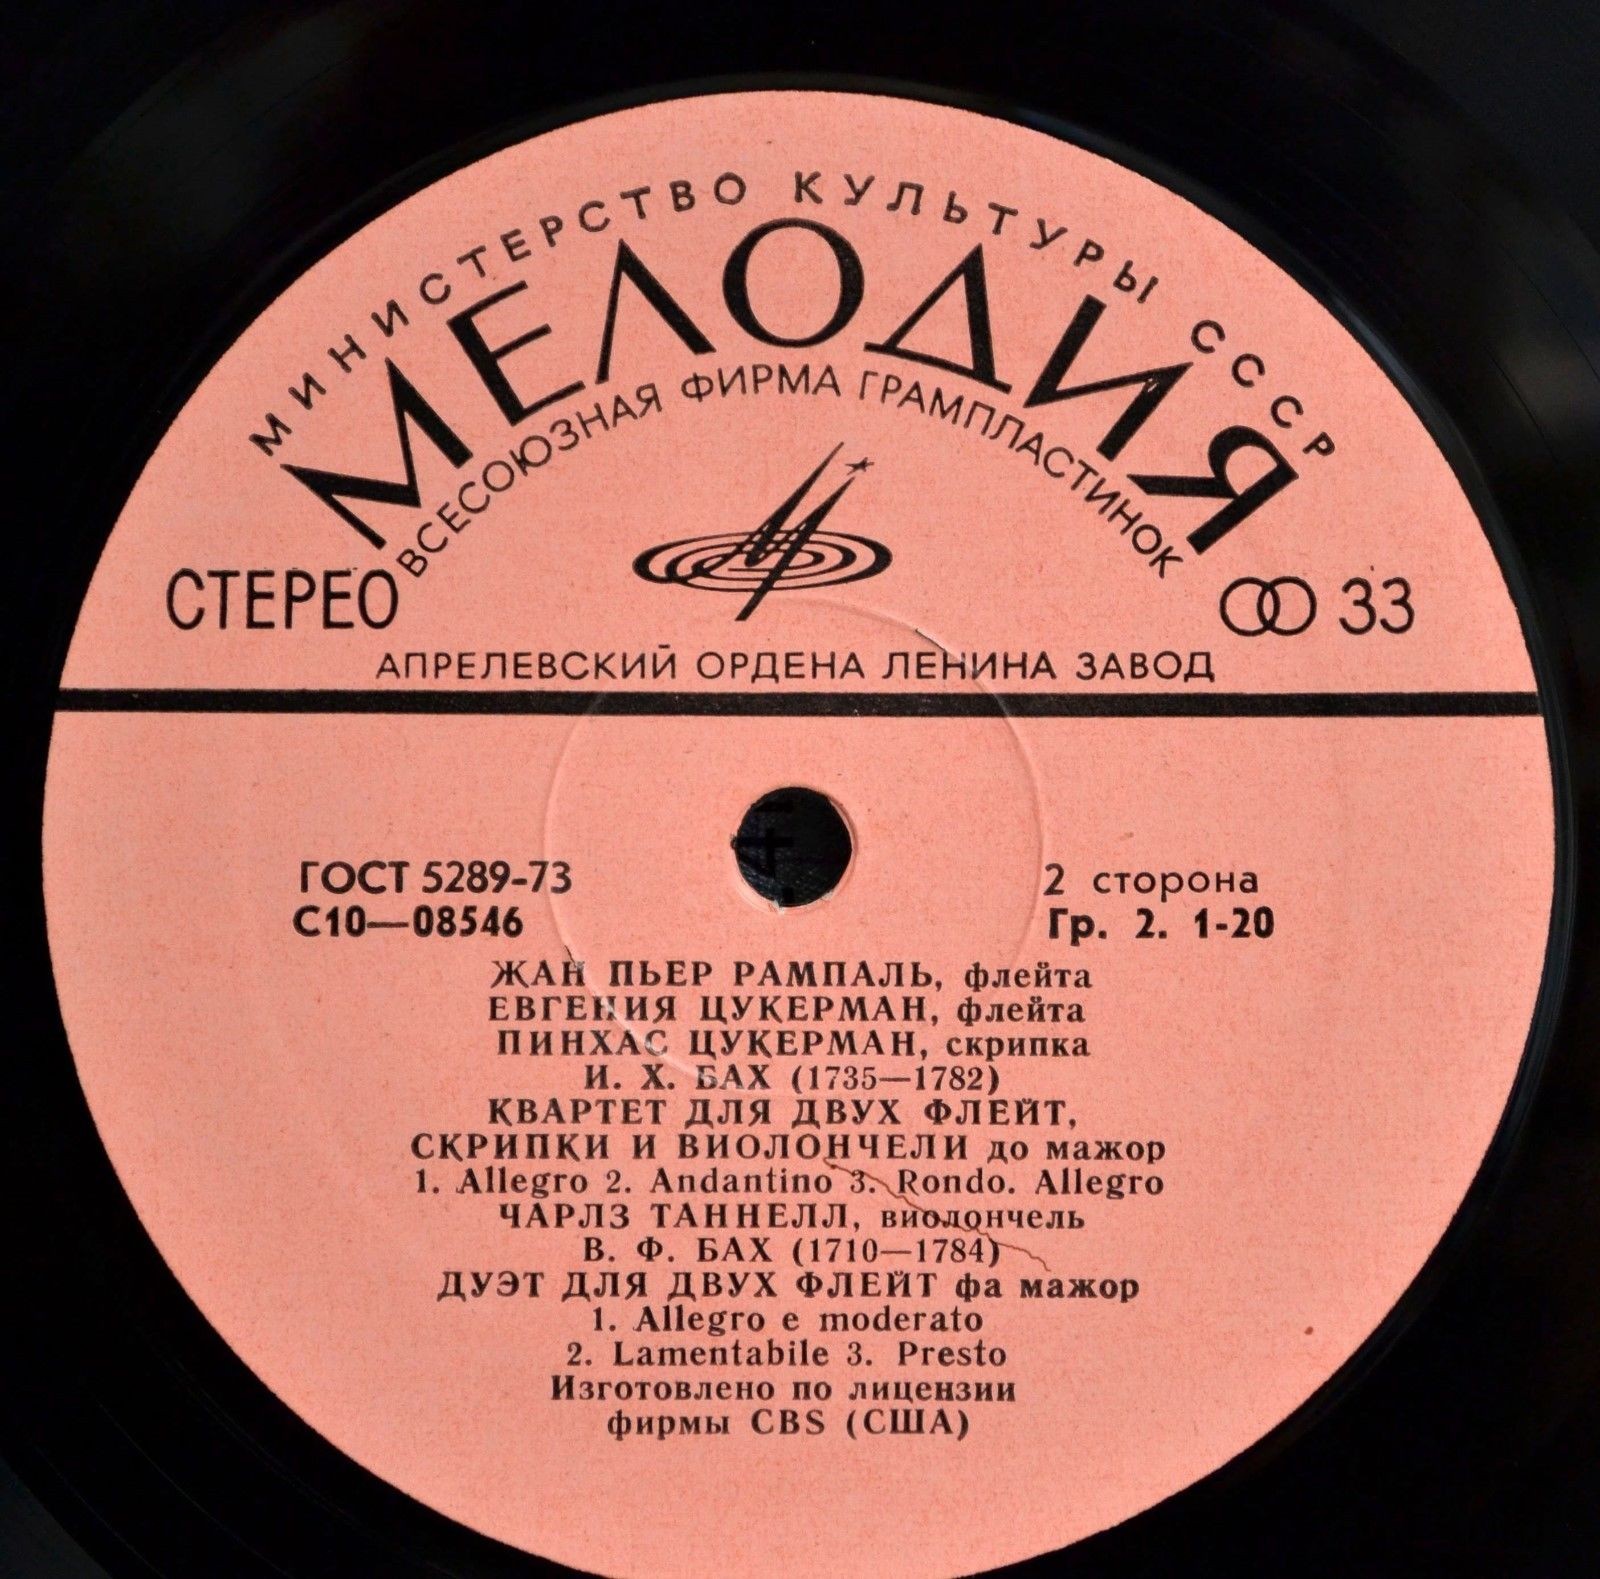 МИНИСТЕРСТВО КУЛЬТУРЫ СССР
МЕЛОДИЯ
ВСЕСОЮЗНАЯ ФИРМА ГРАМПЛАСТИНОК
СТЕРЕО
33
АПРЕЛЕВСКИЙ ОРДЕНА ЛЕНИНА ЗАВОД
ГОСТ 5289-73
2 сторона
С10—08546
Гр. 2. 1-20
ЖАН ПЬЕР РАМПАЛЬ, флейта
ЕВГЕНИЯ ЦУКЕРМАН, флейта
ПИНХАС ЦУКЕРМАН, скрипка
И. Х. БАХ (1735—1782)
КВАРТЕТ ДЛЯ ДВУХ ФЛЕЙТ,
СКРИПКИ И ВИОЛОНЧЕЛИ до мажор
1. Allegro 2. Andantino 3. Rondo. Allegro
ЧАРЛЗ ТАННЕЛЛ, виолончель
В. Ф. БАХ (1710—1784)
ДУЭТ ДЛЯ ДВУХ ФЛЕЙТ фа мажор
1. Allegro e moderato
2. Lamentabile 3. Presto
Изготовлено по лицензии
фирмы CBS (США)